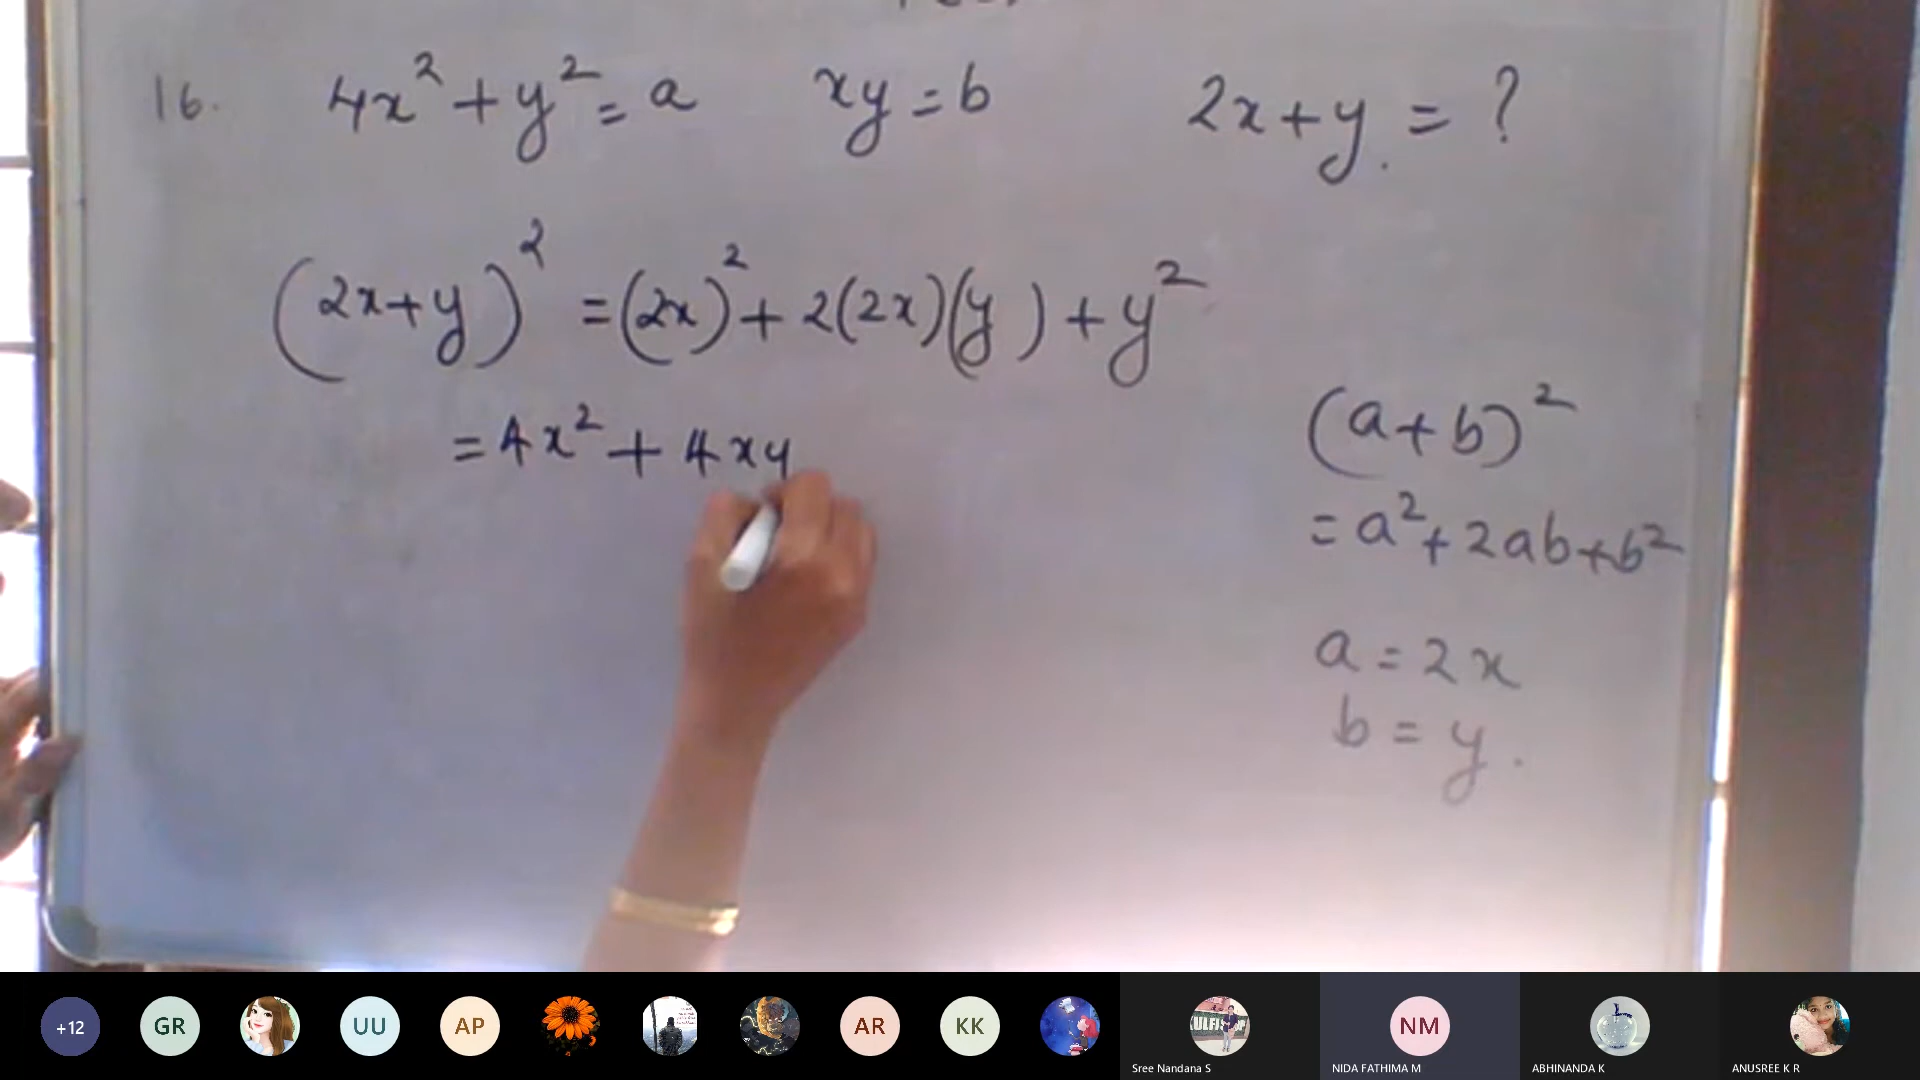 16. 4x² + y² = a xy = b 2x+y. = ?
(2x+y)² = (2x)² + 2(2x)(y) + y²
= 4x² + 4xy
(a+b)²
= a² + 2ab + b²
a = 2x
b = y.
+12 GR UU AP AR KK NM
Sree Nandana S NIDA FATHIMA M ABHINANDA K ANUSREE K R